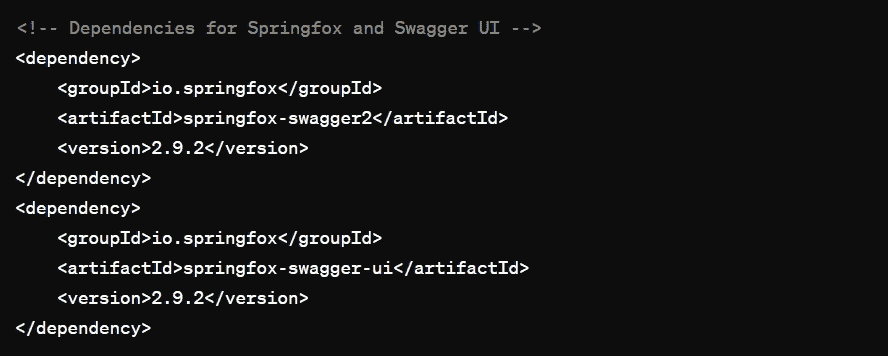 <!-- Dependencies for Springfox and Swagger UI -->
<dependency>
    <groupId>io.springfox</groupId>
    <artifactId>springfox-swagger2</artifactId>
    <version>2.9.2</version>
</dependency>
<dependency>
    <groupId>io.springfox</groupId>
    <artifactId>springfox-swagger-ui</artifactId>
    <version>2.9.2</version>
</dependency>